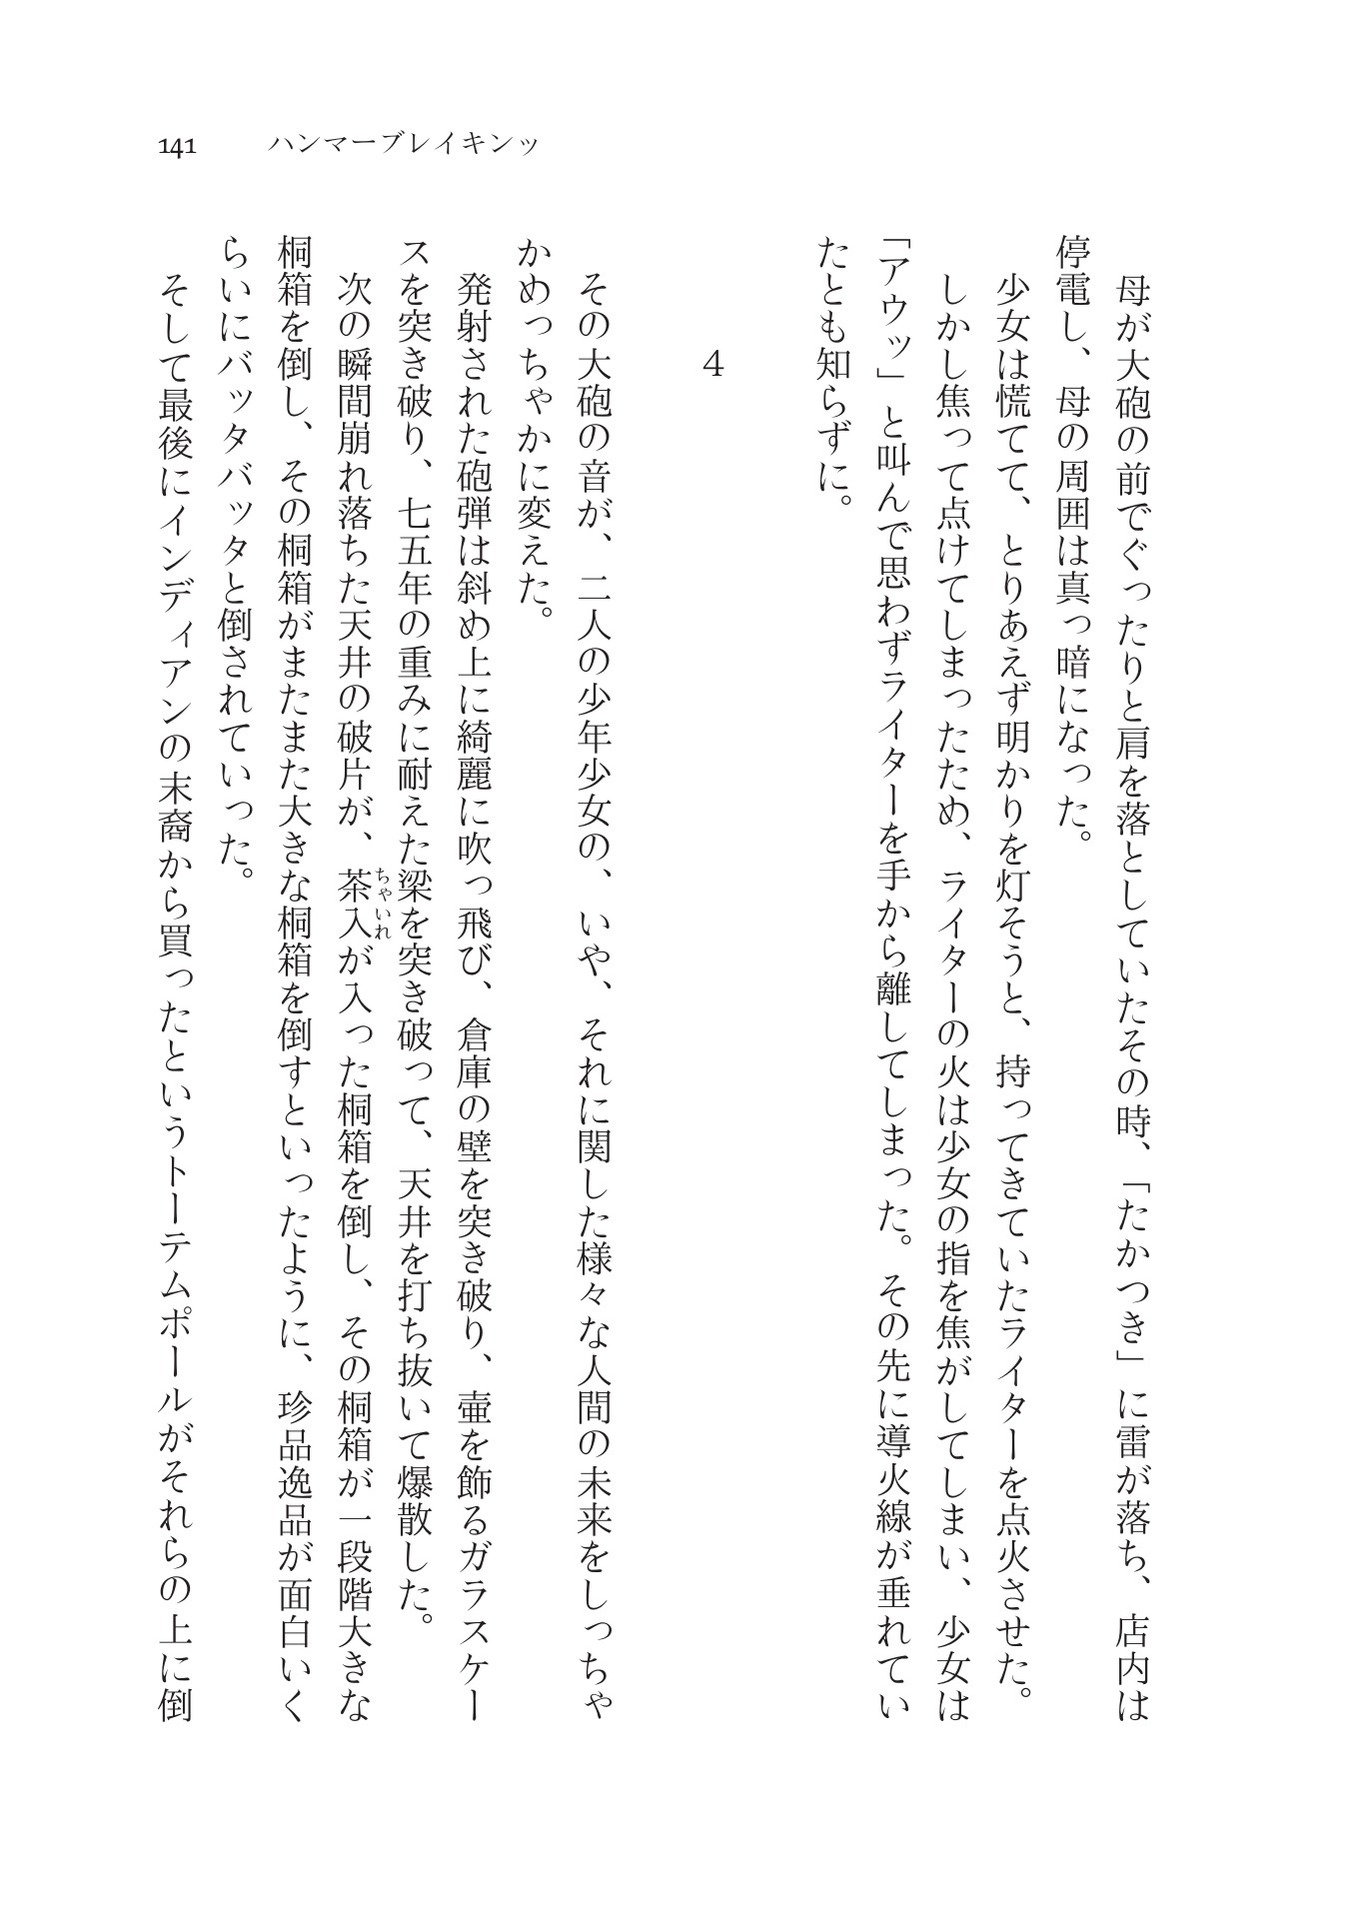 141 ハンマーブレイキンッ
母が大砲の前でぐったりと肩を落としていたその時、「たかつき」に雷が落ち、店内は
停電し、母の周囲は真っ暗になった。
少女は慌てて、とりあえず明かりを灯そうと、持ってきていたライターを点火させた。
しかし焦って点けてしまったため、ライターの火は少女の指を焦がしてしまい、少女は
「アウッ」と叫んで思わずライターを手から離してしまった。その先に導火線が垂れてい
たとも知らずに。
4
その大砲の音が、二人の少年少女の、いや、それに関した様々な人間の未来をしっちゃ
かめっちゃかに変えた。
発射された砲弾は斜め上に綺麗に吹っ飛び、倉庫の壁を突き破り、壷を飾るガラスケー
スを突き破り、七五年の重みに耐えた梁を突き破って、天井を打ち抜いて爆散した。
次の瞬間崩れ落ちた天井の破片が、茶入が入った桐箱を倒し、その桐箱が一段階大きな
ちゃいれ
桐箱を倒し、その桐箱がまたまた大きな桐箱を倒すといったように、珍品逸品が面白いく
らいにバッタバッタと倒されていった。
そして最後にインディアンの末裔から買ったというトーテムポールがそれらの上に倒